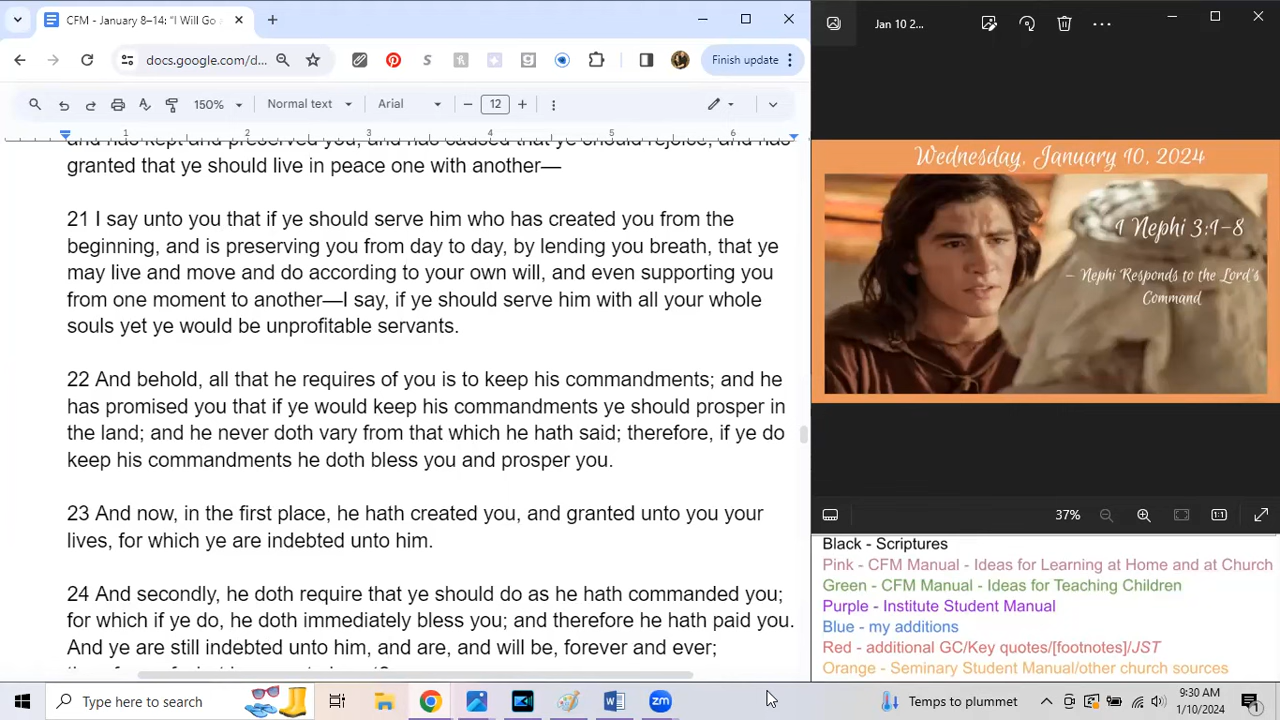 CFM - January 8–14: "I Will Go
docs.google.com/d...
Finish update
150%
Normal text
Arial
12
1 2 3 4 5 6
granted that ye should live in peace one with another—
21 I say unto you that if ye should serve him who has created you from the
beginning, and is preserving you from day to day, by lending you breath, that ye
may live and move and do according to your own will, and even supporting you
from one moment to another—I say, if ye should serve him with all your whole
souls yet ye would be unprofitable servants.
22 And behold, all that he requires of you is to keep his commandments; and he
has promised you that if ye would keep his commandments ye should prosper in
the land; and he never doth vary from that which he hath said; therefore, if ye do
keep his commandments he doth bless you and prosper you.
23 And now, in the first place, he hath created you, and granted unto you your
lives, for which ye are indebted unto him.
24 And secondly, he doth require that ye should do as he hath commanded you;
for which if ye do, he doth immediately bless you; and therefore he hath paid you.
And ye are still indebted unto him, and are, and will be, forever and ever;
Jan 10 2...
Wednesday, January 10, 2024
1 Nephi 3:1-8
– Nephi Responds to the Lord's
Command
37%
1:1
Black - Scriptures
Pink - CFM Manual - Ideas for Learning at Home and at Church
Green - CFM Manual - Ideas for Teaching Children
Purple - Institute Student Manual
Blue - my additions
Red - additional GC/Key quotes/[footnotes]/JST
Orange - Seminary Student Manual/other church sources
Type here to search
zm
Temps to plummet
9:30 AM
1/10/2024
1